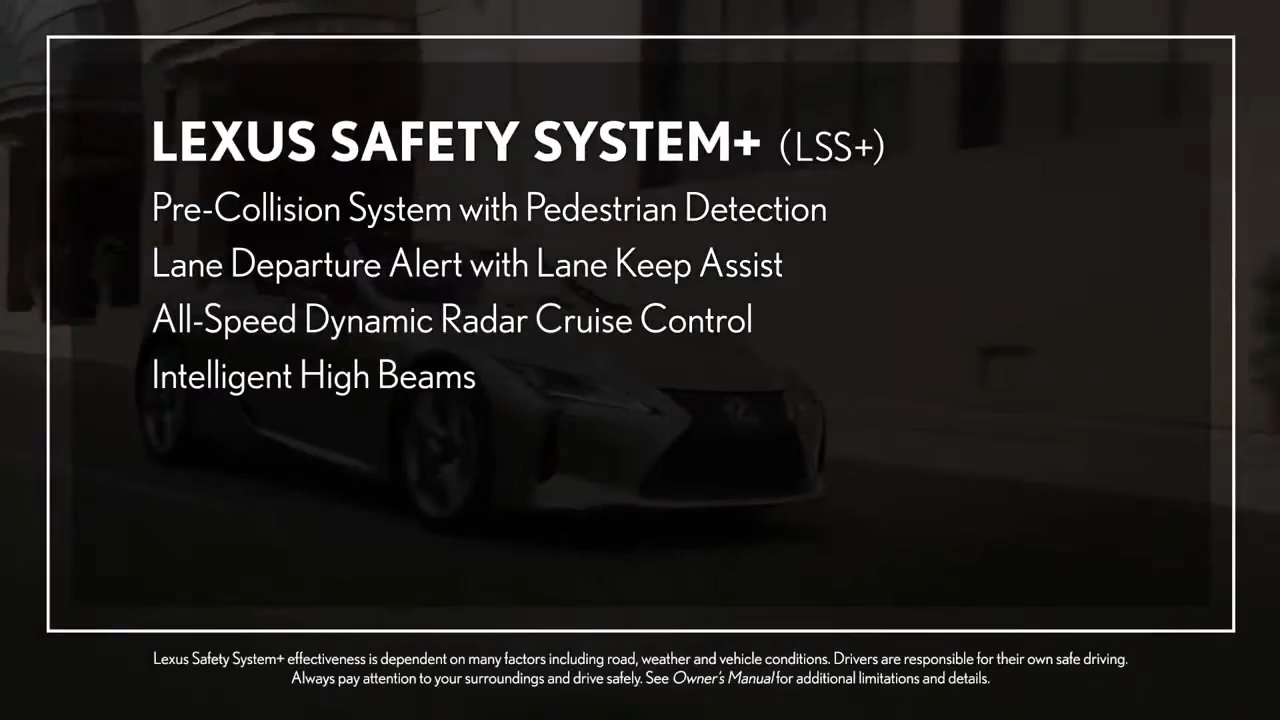 LEXUS SAFETY SYSTEM+ (LSS+)
Pre-Collision System with Pedestrian Detection
Lane Departure Alert with Lane Keep Assist
All-Speed Dynamic Radar Cruise Control
Intelligent High Beams
Lexus Safety System+ effectiveness is dependent on many factors including road, weather and vehicle conditions. Drivers are responsible for their own safe driving.
Always pay attention to your surroundings and drive safely. See Owner's Manual for additional limitations and details.